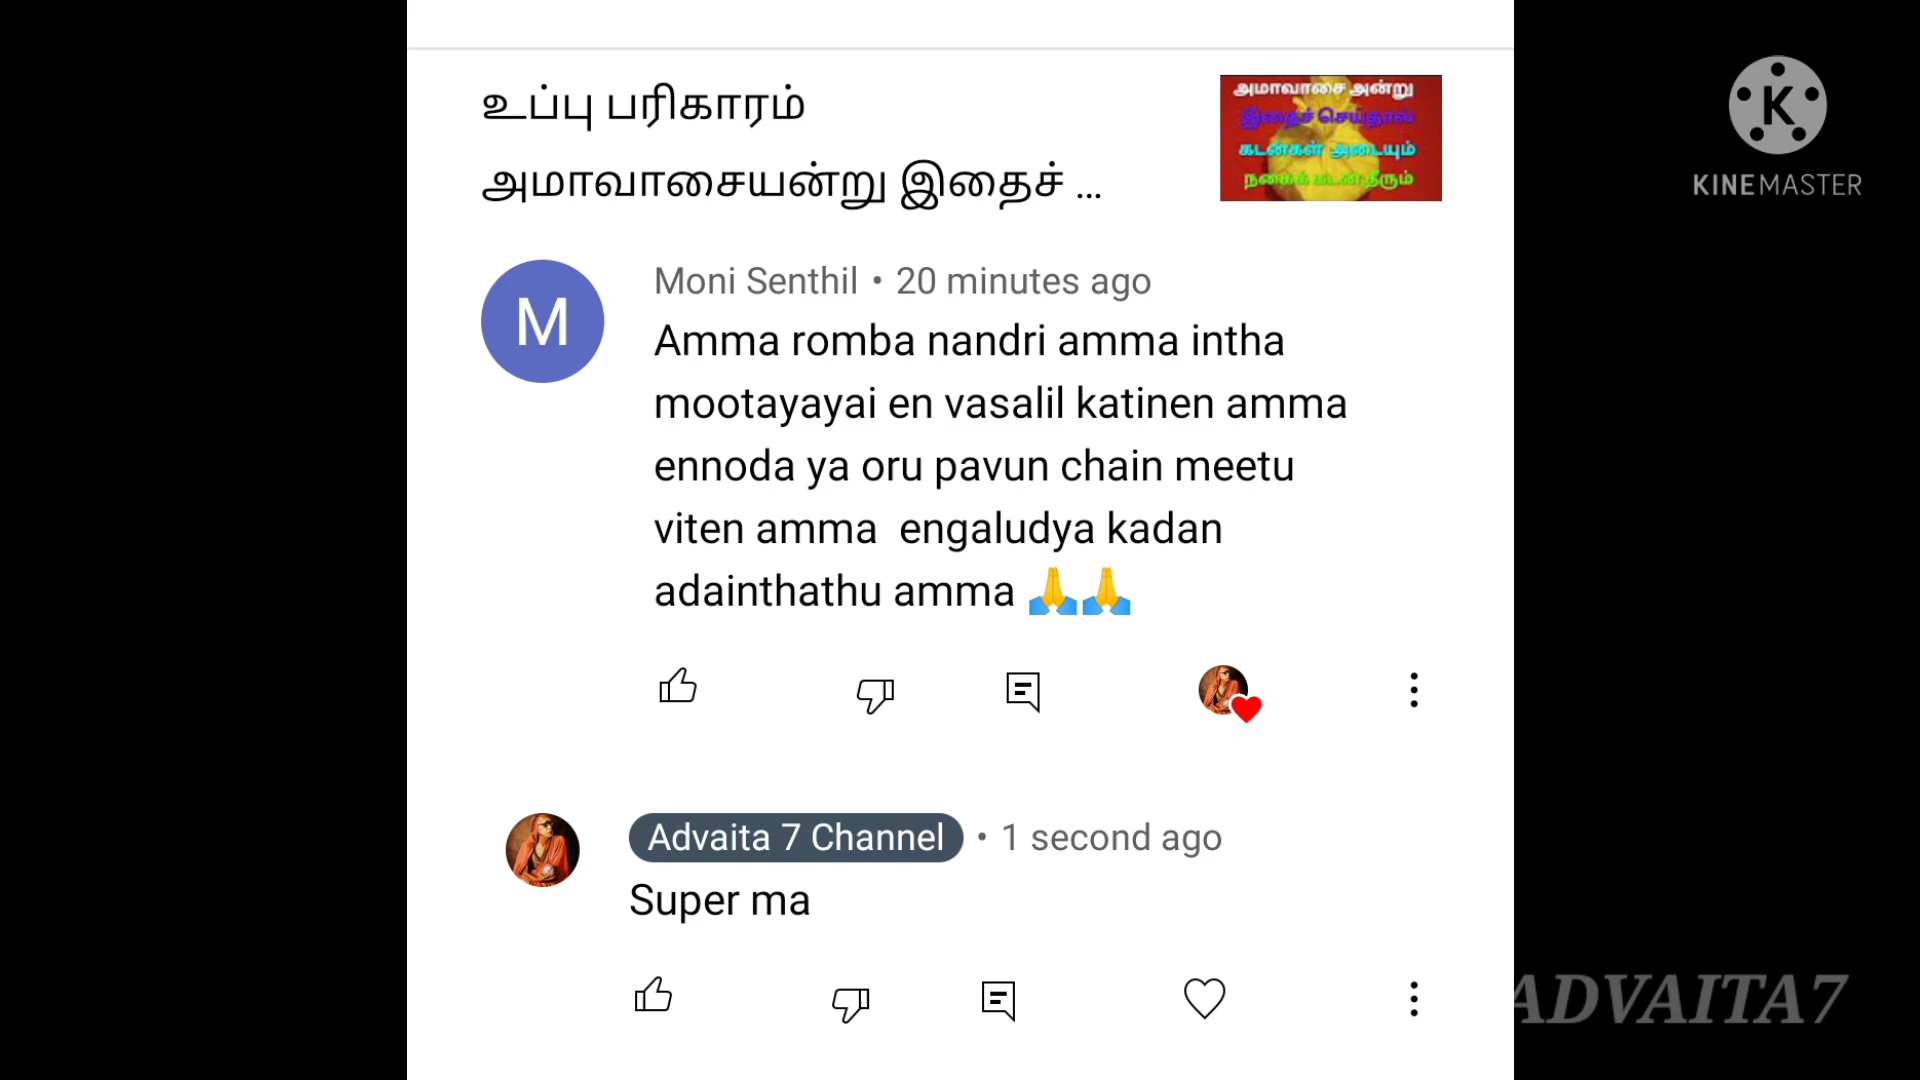 உப்பு பரிகாரம்
அமாவாசையன்று இதைச் ...
அமாவாசை அன்று
இதைச் செய்தால்
கடன்கள் அடையும்
நகைக் கடன் தீரும்
K
KINEMASTER
M
Moni Senthil • 20 minutes ago
Amma romba nandri amma intha
mootayayai en vasalil katinen amma
ennoda ya oru pavun chain meetu
viten amma  engaludya kadan
adainthathu amma 🙏🙏
Advaita 7 Channel • 1 second ago
Super ma
ADVAITA7